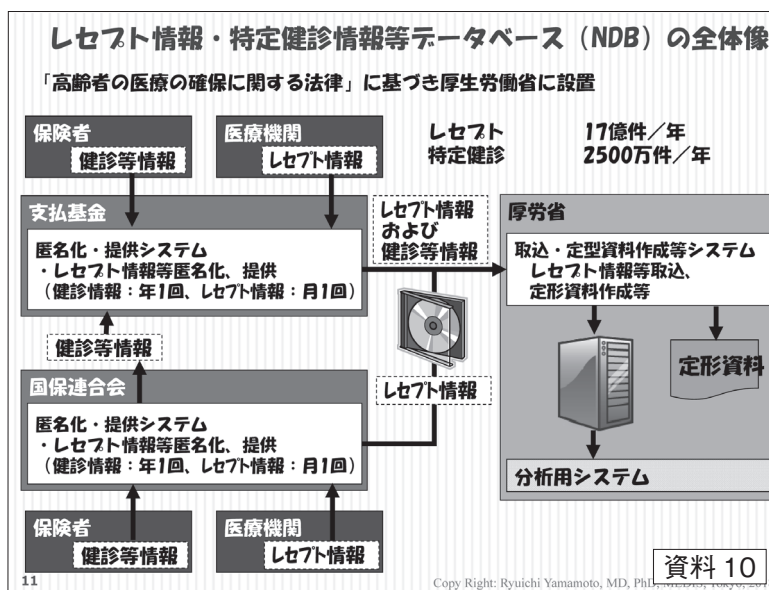 レセプト情報・特定健診情報等データベース（NDB）の全体像
「高齢者の医療の確保に関する法律」に基づき厚生労働省に設置
保険者
健診等情報
医療機関
レセプト情報
レセプト 17億件／年
特定健診 2500万件／年
支払基金
匿名化・提供システム
・レセプト情報等匿名化、提供
（健診情報：年1回、レセプト情報：月1回）
レセプト情報
および
健診等情報
厚労省
取込・定型資料作成等システム
レセプト情報等取込、
定形資料作成等
健診等情報
定形資料
レセプト情報
国保連合会
匿名化・提供システム
・レセプト情報等匿名化、提供
（健診情報：年1回、レセプト情報：月1回）
分析用システム
保険者
健診等情報
医療機関
レセプト情報
11
Copy Right: Ryuichi Yamamoto, MD, PhD,
資料 10